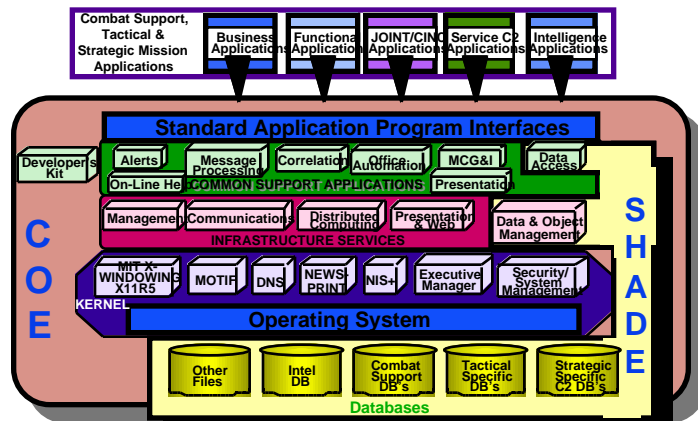 Combat Support,
Tactical &
Strategic Mission
Applications
Business
Applications
Functional
Applications
JOINT/CINC
Applications
Service C2
Applications
Intelligence
Applications
Standard Application Program Interfaces
Developer's
Kit
Alerts
Message
Processing
Correlation
Office
Automation
MCG&I
Data
Access
On-Line Help
COMMON SUPPORT APPLICATIONS
Presentation
Management
Communications
Distributed
Computing
Presentation
& Web
Data & Object
Management
INFRASTRUCTURE SERVICES
COE
SHADE
MIT X-
WINDOWING
X11R5
MOTIF
DNS
NEWS-
PRINT
NIS+
Executive
Manager
Security/
System
Management
KERNEL
Operating System
Other
Files
Intel
DB
Combat
Support
DB's
Tactical
Specific
DB's
Strategic
Specific
C2 DB's
Databases